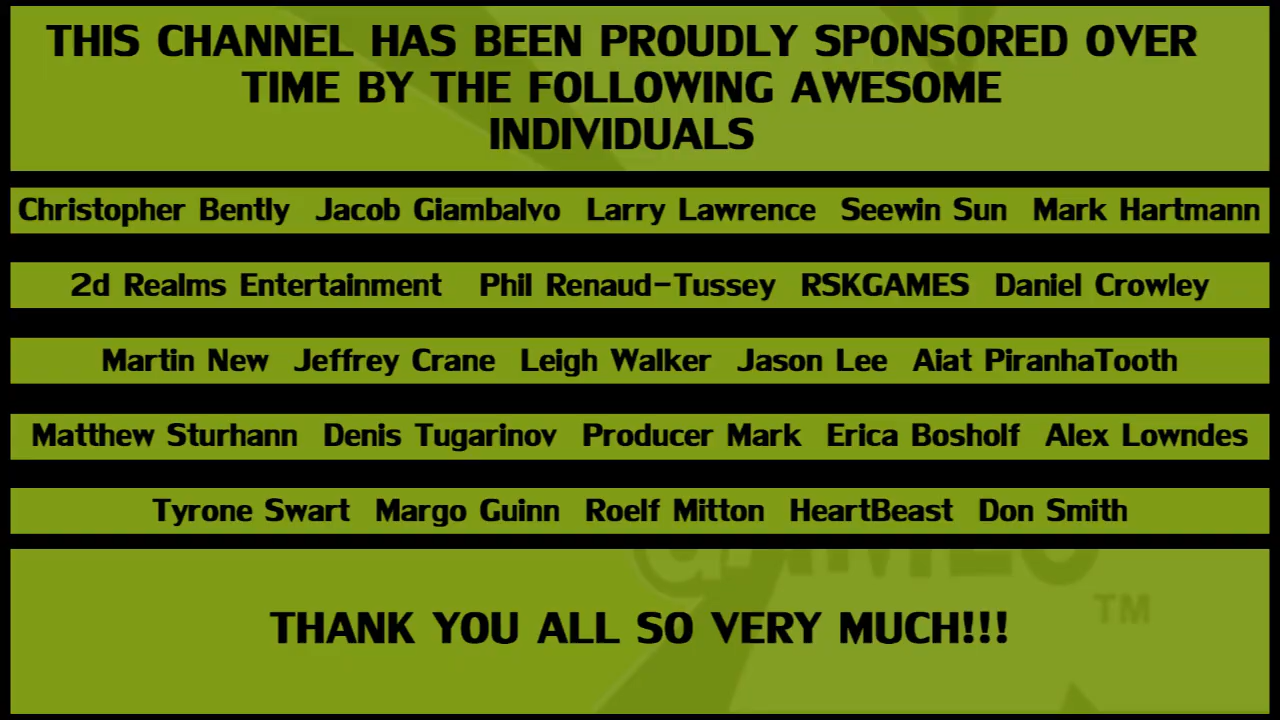 THIS CHANNEL HAS BEEN PROUDLY SPONSORED OVER
TIME BY THE FOLLOWING AWESOME
INDIVIDUALS
Christopher Bently Jacob Giambalvo Larry Lawrence Seewin Sun Mark Hartmann
2d Realms Entertainment Phil Renaud-Tussey RSKGAMES Daniel Crowley
Martin New Jeffrey Crane Leigh Walker Jason Lee Aiat PiranhaTooth
Matthew Sturhann Denis Tugarinov Producer Mark Erica Bosholf Alex Lowndes
Tyrone Swart Margo Guinn Roelf Mitton HeartBeast Don Smith
TM
THANK YOU ALL SO VERY MUCH!!!